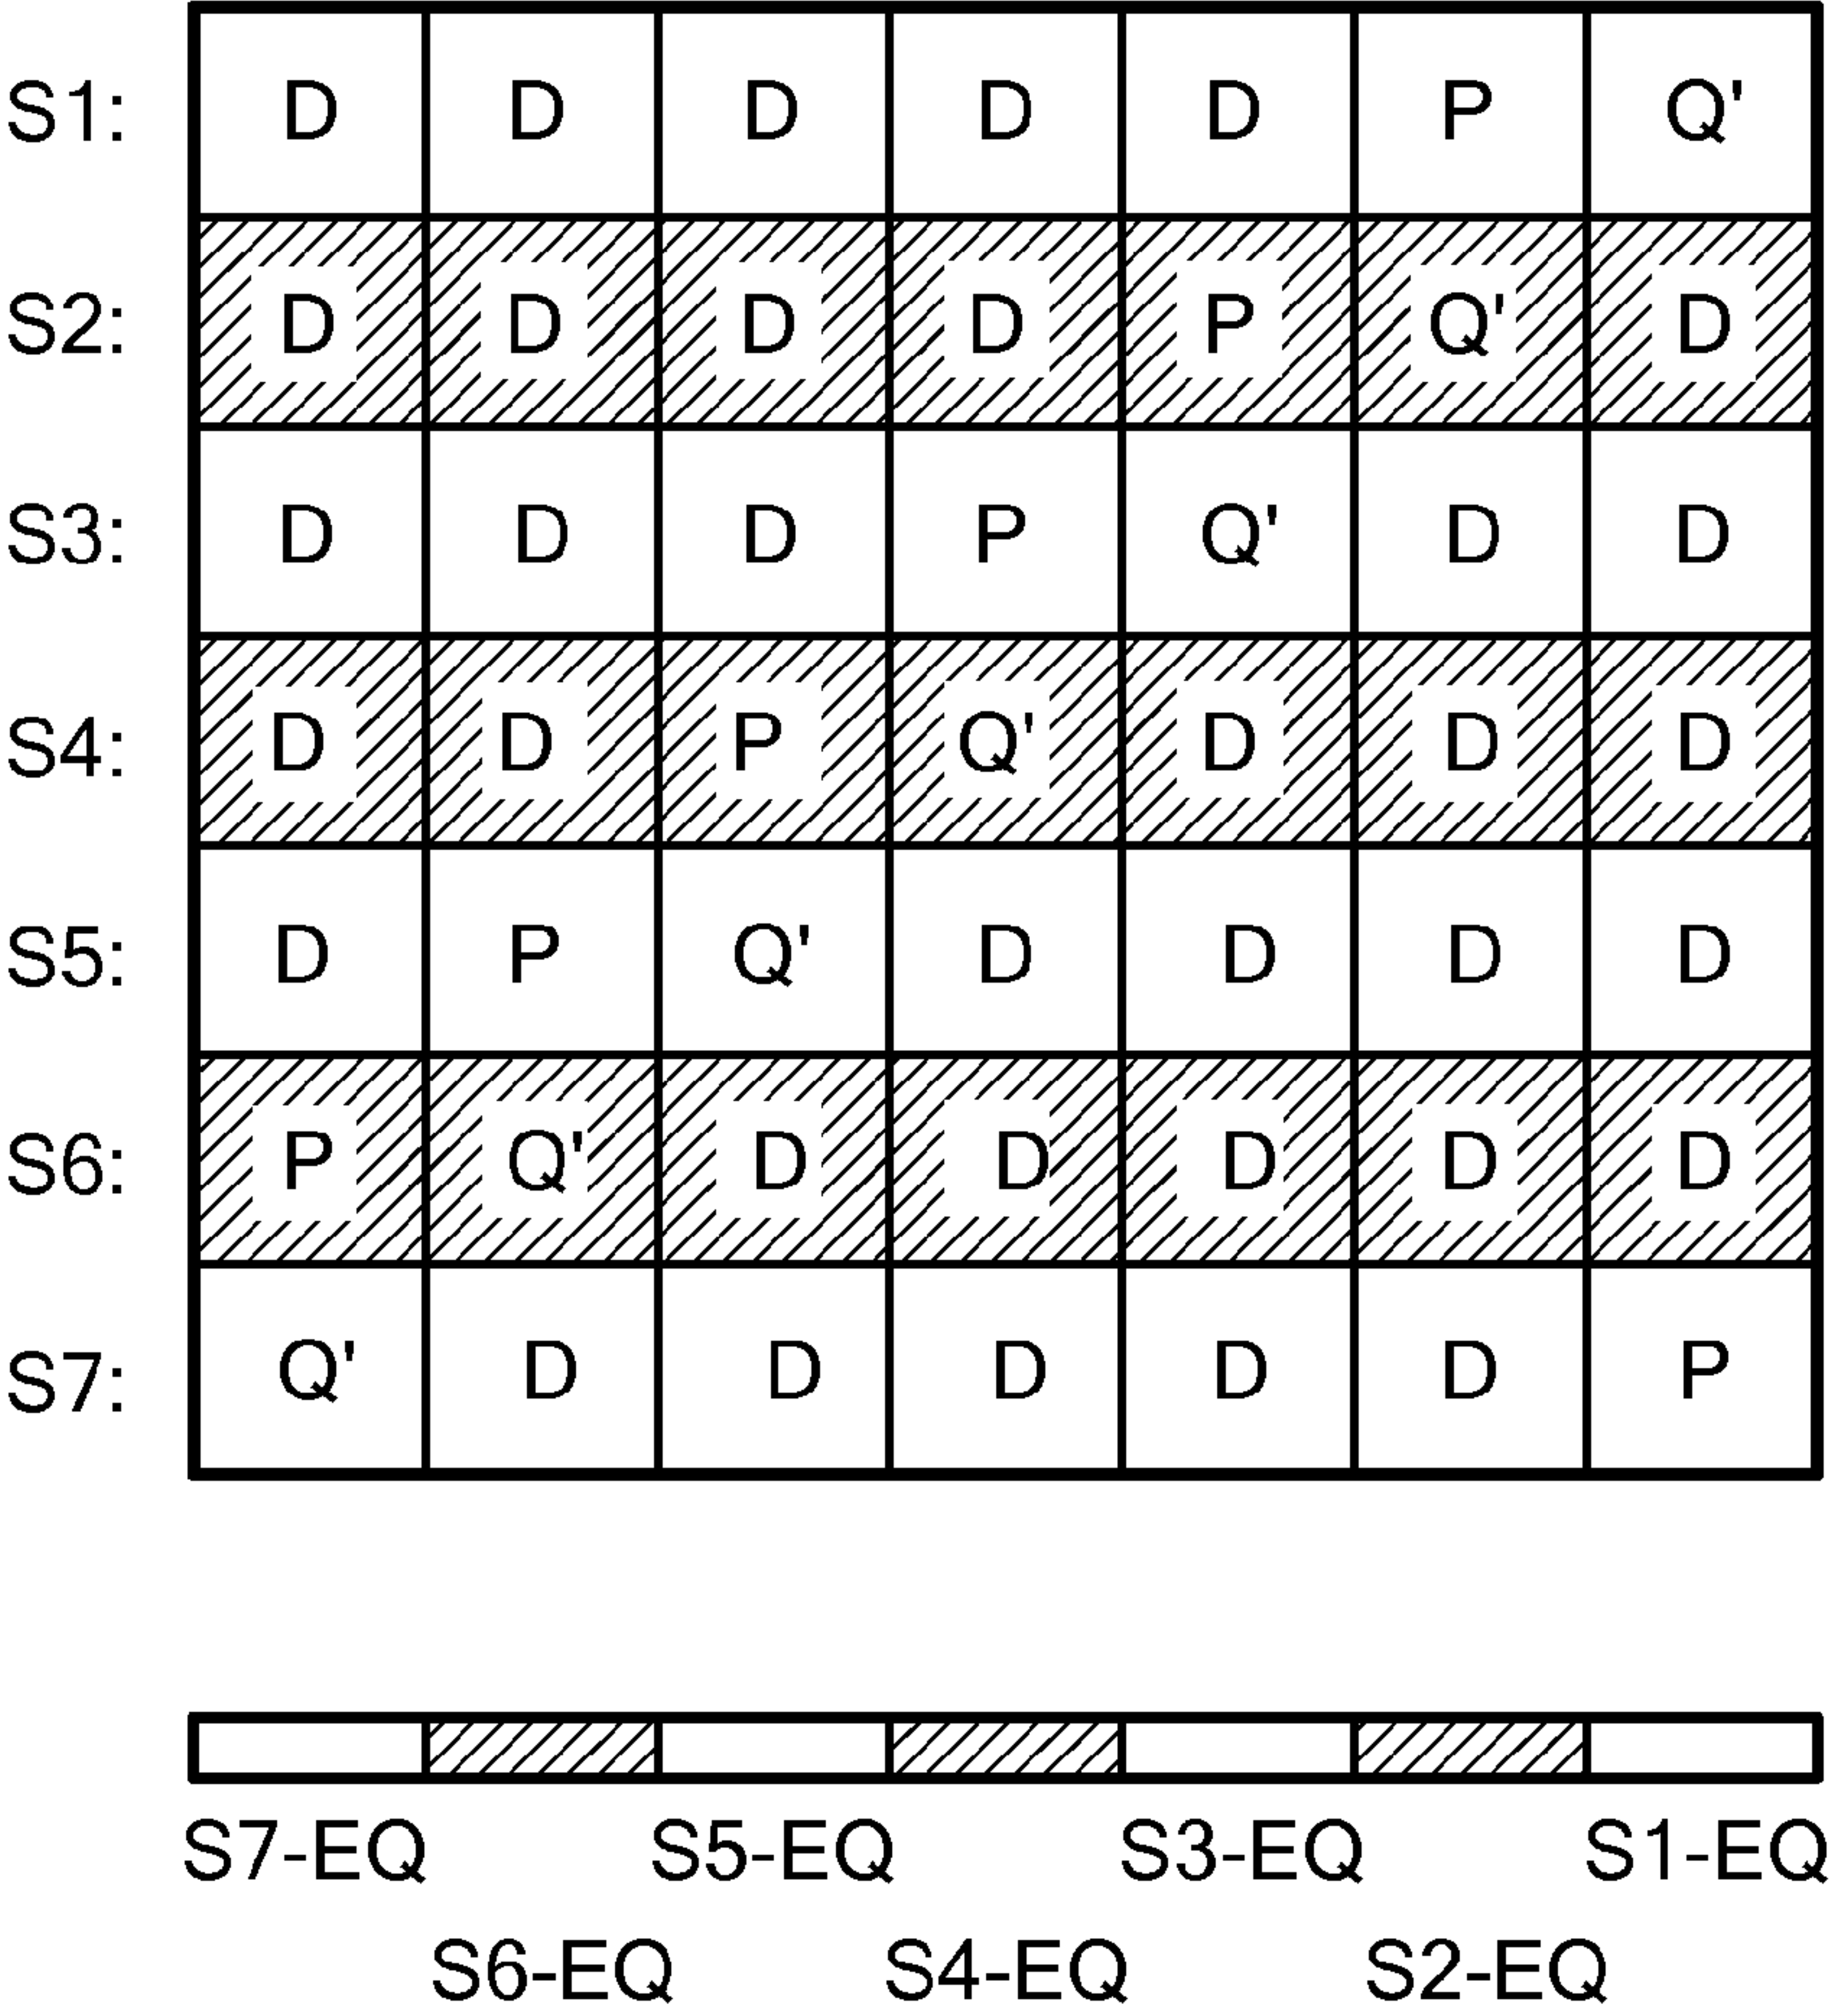 S1: D D D D D P Q'
S2: D D D D P Q' D
S3: D D D P Q' D D
S4: D D P Q' D D D
S5: D P Q' D D D D
S6: P Q' D D D D D
S7: Q' D D D D D P
S7-EQ S5-EQ S3-EQ S1-EQ
S6-EQ S4-EQ S2-EQ